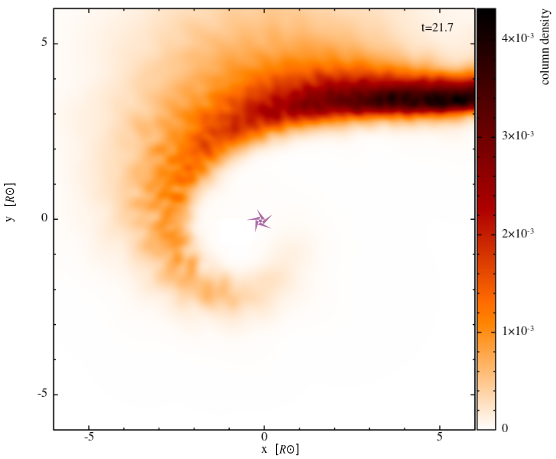 t=21.7
column density
4×10⁻³
3×10⁻³
2×10⁻³
1×10⁻³
0
5
0
-5
y [R⊙]
-5
0
5
x [R⊙]